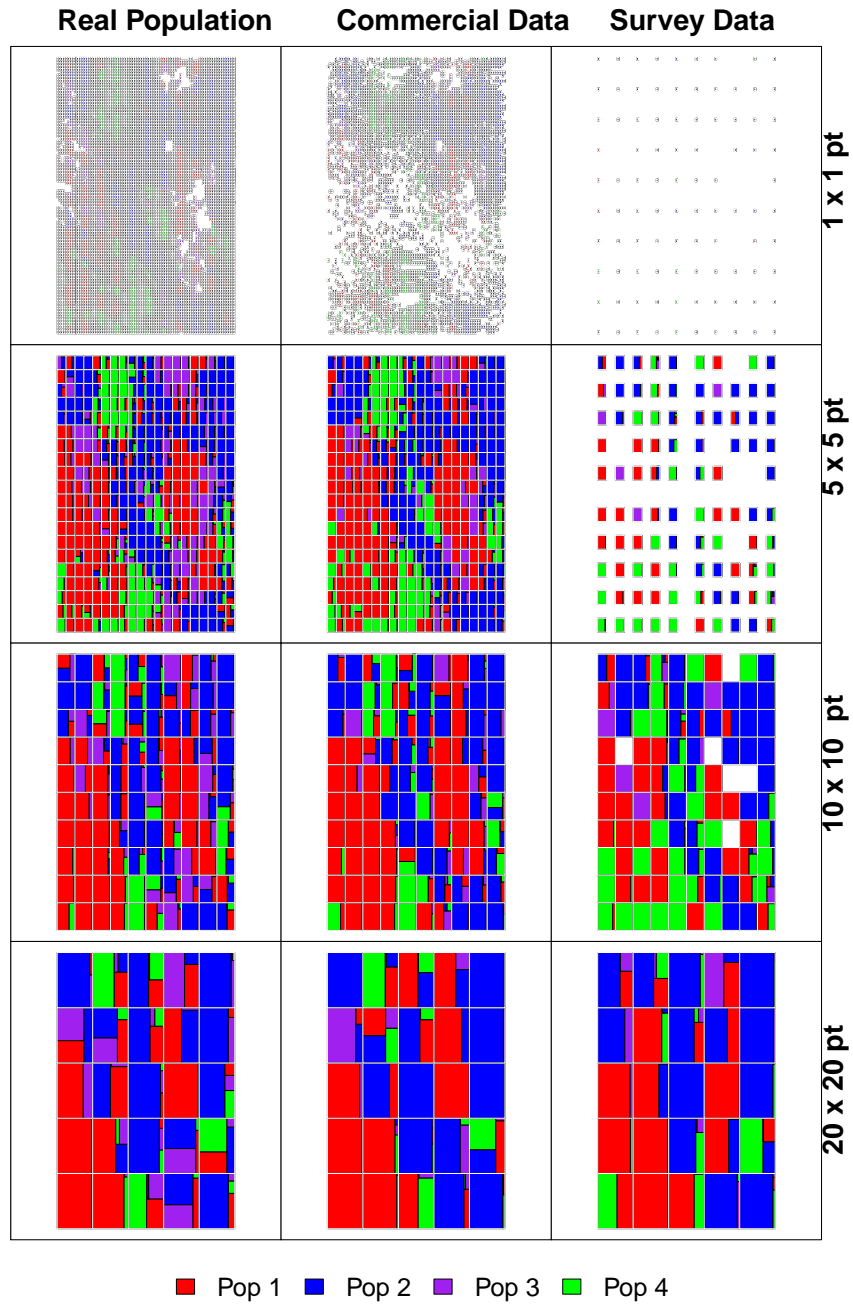 Real Population
Commercial Data
Survey Data
1 x 1 pt
5 x 5 pt
10 x 10 pt
20 x 20 pt
Pop 1
Pop 2
Pop 3
Pop 4